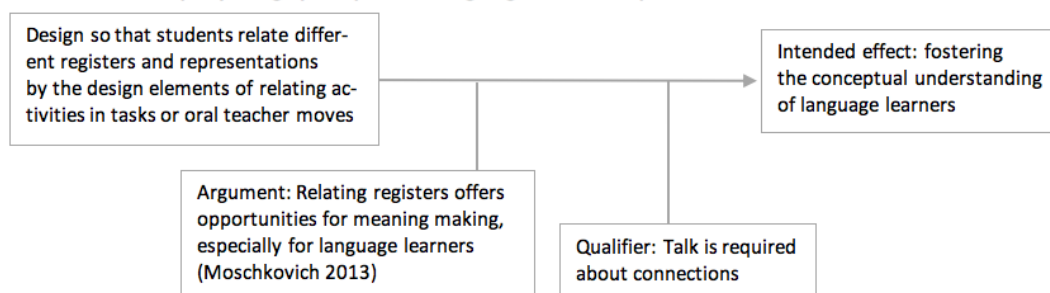 Design so that students relate differ-
ent registers and representations
by the design elements of relating ac-
tivities in tasks or oral teacher moves
Intended effect: fostering
the conceptual understanding
of language learners
Argument: Relating registers offers
opportunities for meaning making,
especially for language learners
(Moschkovich 2013)
Qualifier: Talk is required
about connections